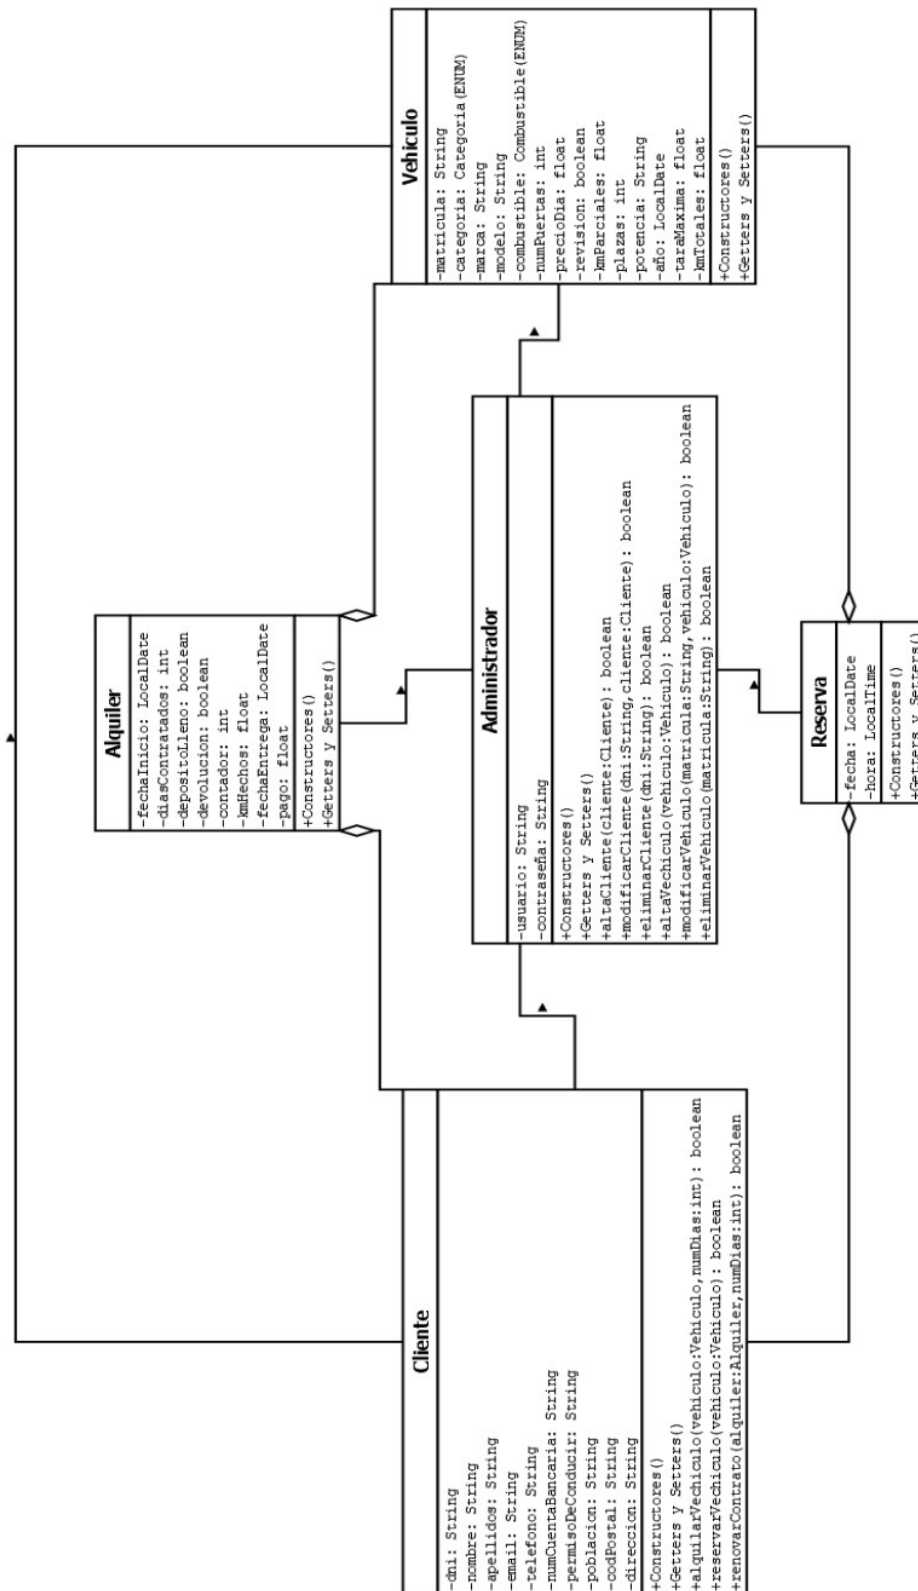 Cliente
-dni: String
-nombre: String
-apellidos: String
-email: String
-telefono: String
-numCuentaBancaria: String
-permisoDeConducir: String
-poblacion: String
-codPostal: String
-direccion: String
+Constructores()
+Getters y Setters()
+alquilarVechiculo(vehiculo:Vehiculo,numDias:int): boolean
+reservarVechiculo(vehiculo:Vehiculo): boolean
+renovarContrato(alquiler:Alquiler,numDias:int): boolean
Alquiler
-fechaInicio: LocalDate
-diasContratados: int
-depositoLleno: boolean
-devolucion: boolean
-contador: int
-kmHechos: float
-fechaEntrega: LocalDate
-pago: float
+Constructores()
+Getters y Setters()
Administrador
-usuario: String
-contraseña: String
+Constructores()
+Getters y Setters()
+altaCliente(cliente:Cliente): boolean
+modificarCliente(dni:String,cliente:Cliente): boolean
+eliminarCliente(dni:String): boolean
+altaVechiculo(vehiculo:Vehiculo): boolean
+modificarVehiculo(matricula:String,vehiculo:Vehiculo): boolean
+eliminarVehiculo(matricula:String): boolean
Reserva
-fecha: LocalDate
-hora: LocalTime
+Constructores()
+Getters y Setters()
Vehiculo
-matricula: String
-categoria: Categoria(ENUM)
-marca: String
-modelo: String
-combustible: Combustible(ENUM)
-numPuertas: int
-precioDia: float
-revision: boolean
-kmParciales: float
-plazas: int
-potencia: String
-año: LocalDate
-taraMaxima: float
-kmTotales: float
+Constructores()
+Getters y Setters()